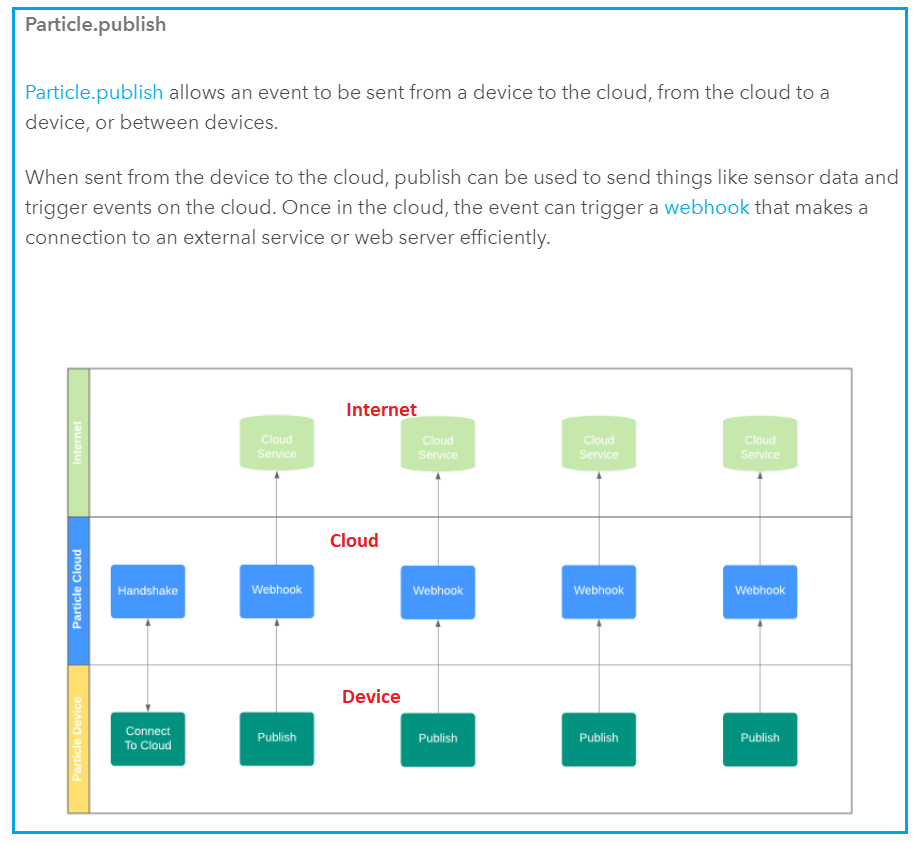 Particle.publish
Particle.publish allows an event to be sent from a device to the cloud, from the cloud to a
device, or between devices.
When sent from the device to the cloud, publish can be used to send things like sensor data and
trigger events on the cloud. Once in the cloud, the event can trigger a webhook that makes a
connection to an external service or web server efficiently.
Internet
Internet
Cloud
Service
Cloud
Service
Cloud
Service
Cloud
Service
Particle Cloud
Cloud
Handshake
Webhook
Webhook
Webhook
Webhook
Particle Device
Device
Connect
To Cloud
Publish
Publish
Publish
Publish